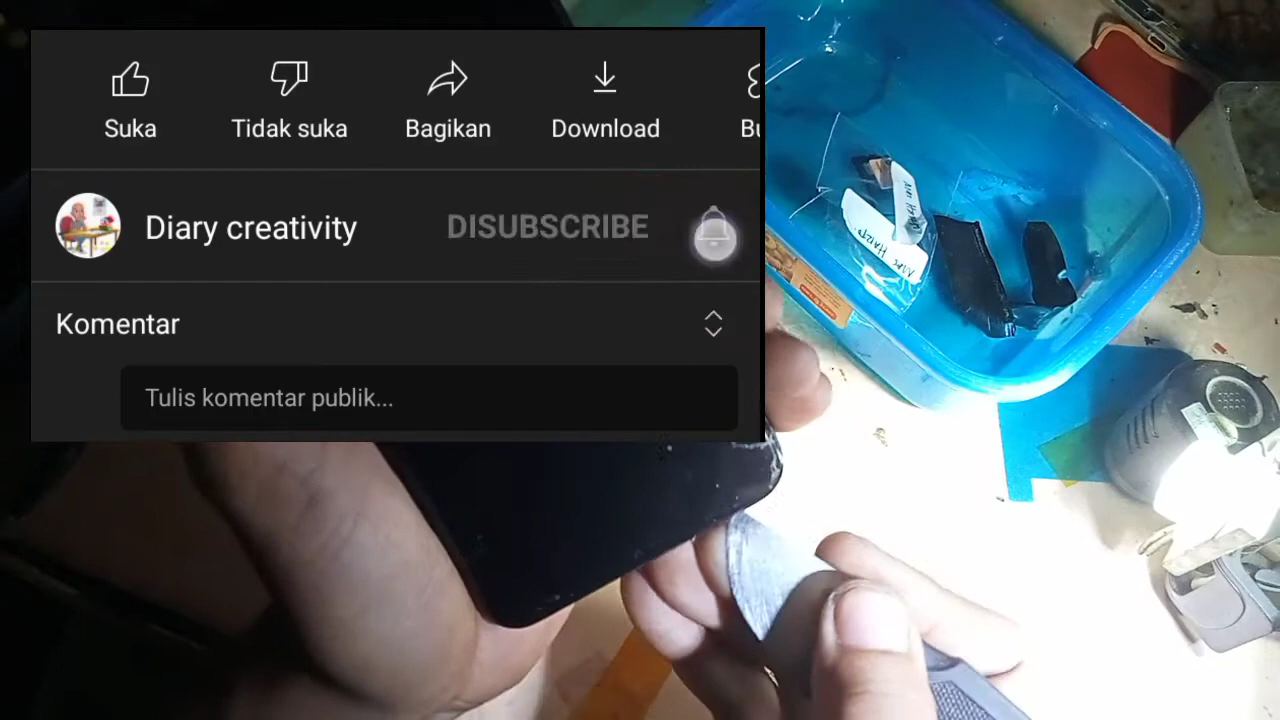 Suka
Tidak suka
Bagikan
Download
Diary creativity
DISUBSCRIBE
Komentar
Tulis komentar publik...